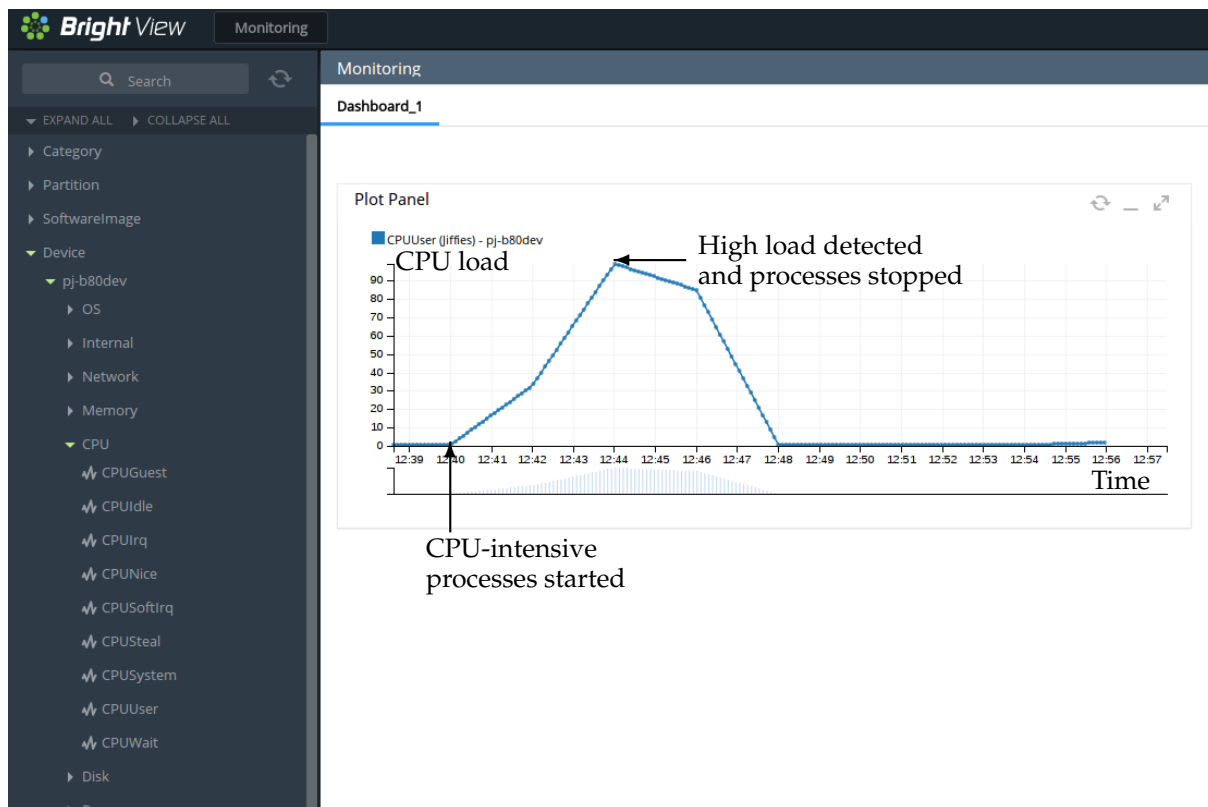 Bright View
Monitoring
Search
EXPAND ALL
COLLAPSE ALL
Category
Partition
SoftwareImage
Device
pj-b80dev
OS
Internal
Network
Memory
CPU
CPUGuest
CPUIdle
CPUIrq
CPUNice
CPUSoftIrq
CPUSteal
CPUSystem
CPUUser
CPUWait
Disk
Monitoring
Dashboard_1
Plot Panel
CPUUser (Jiffies) - pj-b80dev
CPU load
High load detected
and processes stopped
90
80
70
60
50
40
30
20
10
0
12:39 12:40 12:41 12:42 12:43 12:44 12:45 12:46 12:47 12:48 12:49 12:50 12:51 12:52 12:53 12:54 12:55 12:56 12:57
Time
CPU-intensive
processes started